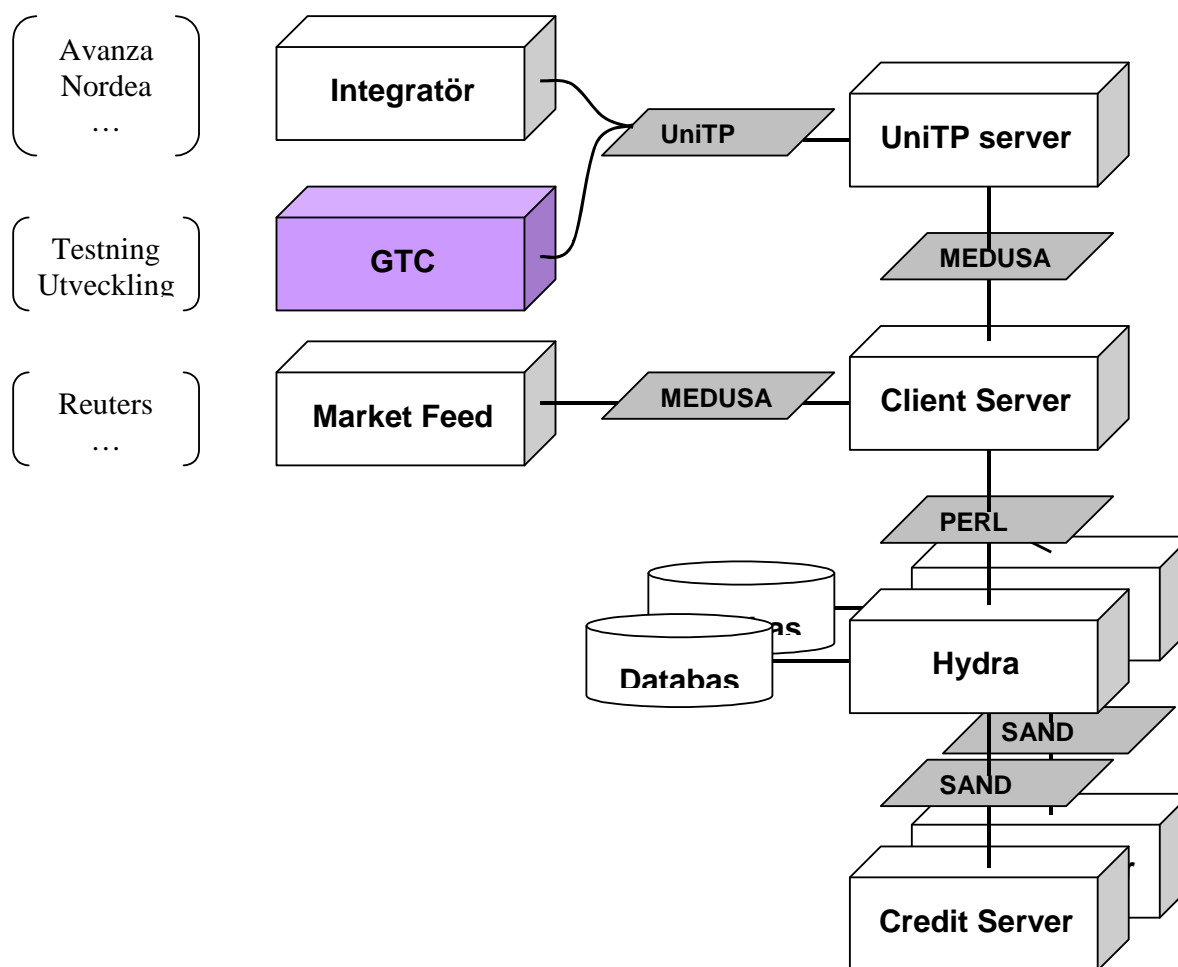 Avanza
Nordea
…
Integratör
UniTP
UniTP server
Testning
Utveckling
GTC
MEDUSA
Reuters
…
Market Feed
MEDUSA
Client Server
PERL
Databas
Hydra
SAND
SAND
Credit Server